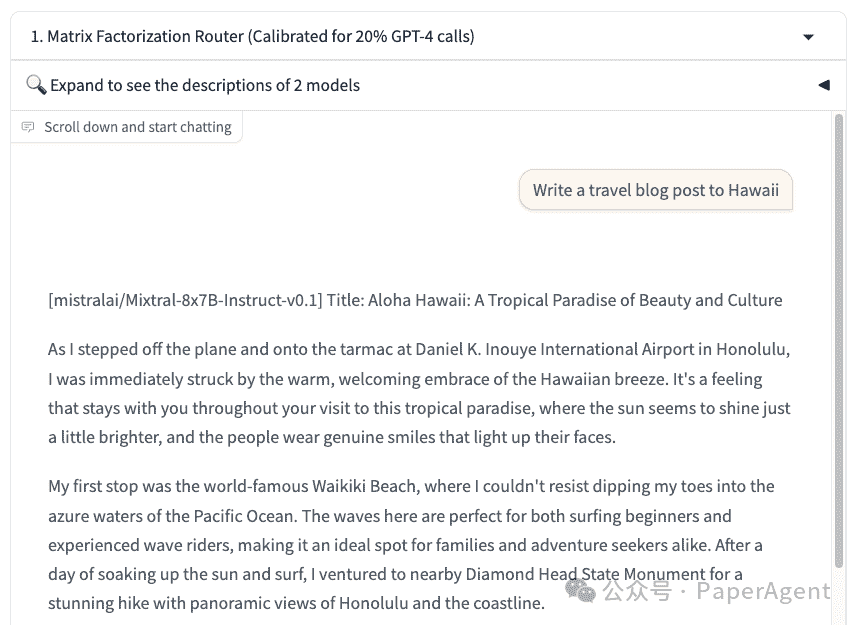 1. Matrix Factorization Router (Calibrated for 20% GPT-4 calls)
Expand to see the descriptions of 2 models
Scroll down and start chatting
Write a travel blog post to Hawaii
[mistralai/Mixtral-8x7B-Instruct-v0.1] Title: Aloha Hawaii: A Tropical Paradise of Beauty and Culture
As I stepped off the plane and onto the tarmac at Daniel K. Inouye International Airport in Honolulu,
I was immediately struck by the warm, welcoming embrace of the Hawaiian breeze. It's a feeling
that stays with you throughout your visit to this tropical paradise, where the sun seems to shine just
a little brighter, and the people wear genuine smiles that light up their faces.
My first stop was the world-famous Waikiki Beach, where I couldn't resist dipping my toes into the
azure waters of the Pacific Ocean. The waves here are perfect for both surfing beginners and
experienced wave riders, making it an ideal spot for families and adventure seekers alike. After a
day of soaking up the sun and surf, I ventured to nearby Diamond Head State Monument for a
stunning hike with panoramic views of Honolulu and the coastline.
公众号 · PaperAgent